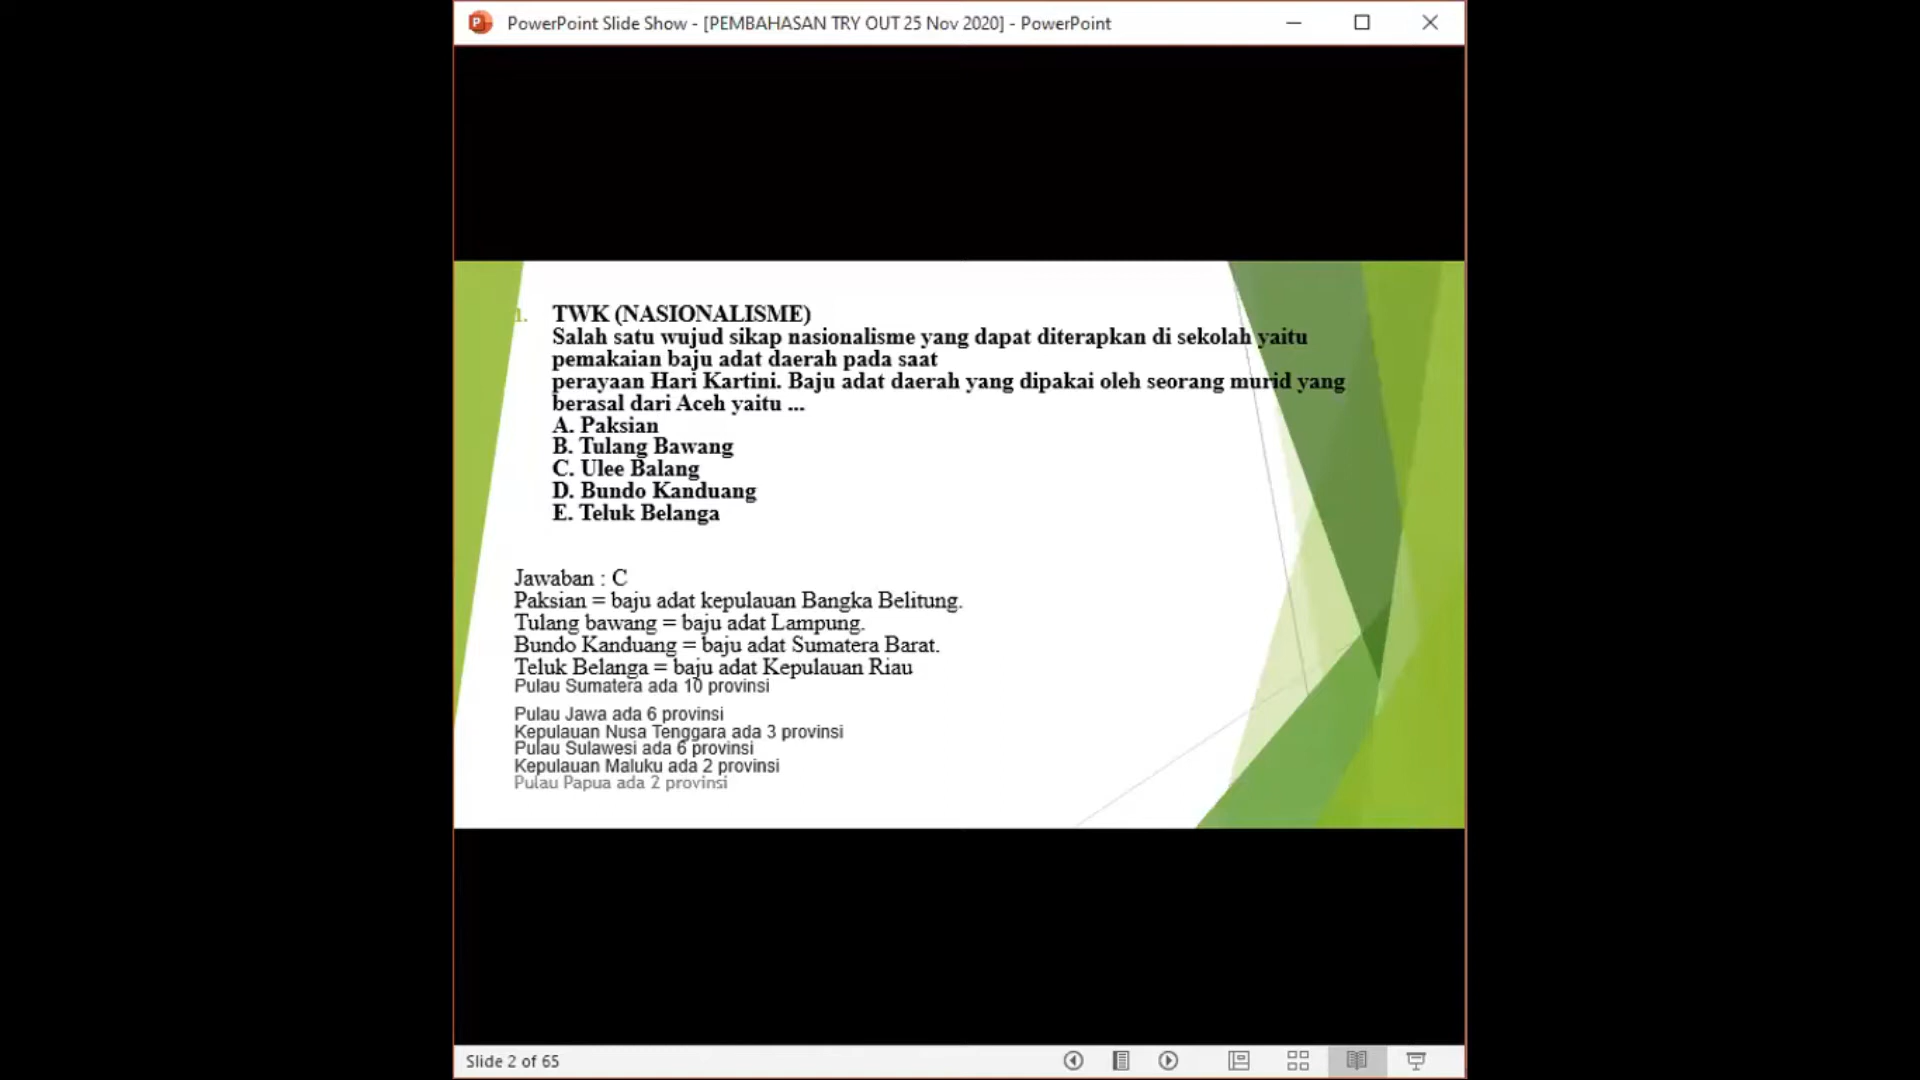 PowerPoint Slide Show - [PEMBAHASAN TRY OUT 25 Nov 2020] - PowerPoint
1. TWK (NASIONALISME)
Salah satu wujud sikap nasionalisme yang dapat diterapkan di sekolah yaitu
pemakaian baju adat daerah pada saat
perayaan Hari Kartini. Baju adat daerah yang dipakai oleh seorang murid yang
berasal dari Aceh yaitu ...
A. Paksian
B. Tulang Bawang
C. Ulee Balang
D. Bundo Kanduang
E. Teluk Belanga
Jawaban : C
Paksian = baju adat kepulauan Bangka Belitung.
Tulang bawang = baju adat Lampung.
Bundo Kanduang = baju adat Sumatera Barat.
Teluk Belanga = baju adat Kepulauan Riau
Pulau Sumatera ada 10 provinsi
Pulau Jawa ada 6 provinsi
Kepulauan Nusa Tenggara ada 3 provinsi
Pulau Sulawesi ada 6 provinsi
Kepulauan Maluku ada 2 provinsi
Pulau Papua ada 2 provinsi
Slide 2 of 65